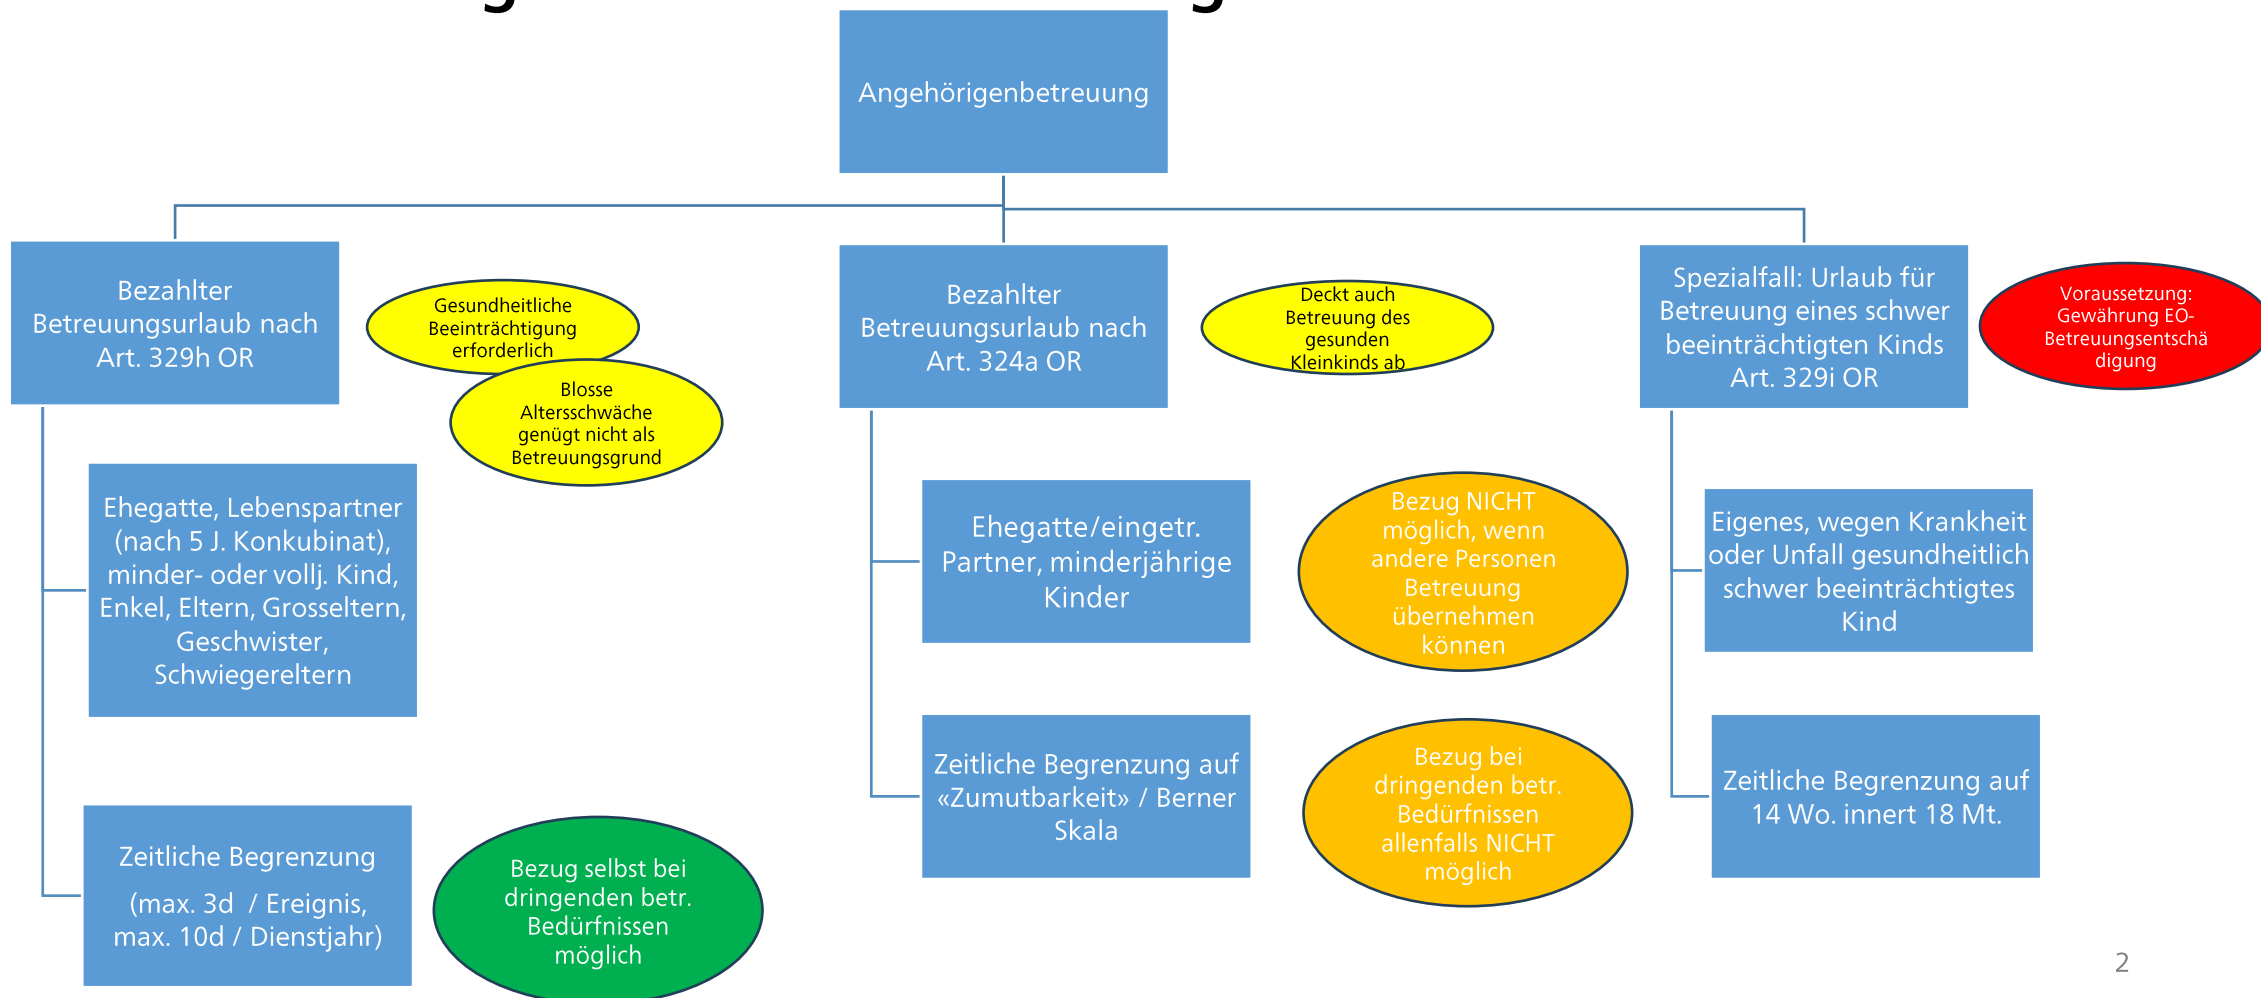 Angehörigenbetreuung
Bezahlter
Betreuungsurlaub nach
Art. 329h OR
Gesundheitliche
Beeinträchtigung
erforderlich
Blosse
Altersschwäche
genügt nicht als
Betreuungsgrund
Ehegatte, Lebenspartner
(nach 5 J. Konkubinat),
minder- oder vollj. Kind,
Enkel, Eltern, Grosseltern,
Geschwister,
Schwiegereltern
Zeitliche Begrenzung
(max. 3d / Ereignis,
max. 10d / Dienstjahr)
Bezug selbst bei
dringenden betr.
Bedürfnissen
möglich
Bezahlter
Betreuungsurlaub nach
Art. 324a OR
Deckt auch
Betreuung des
gesunden
Kleinkinds ab
Ehegatte/eingetr.
Partner, minderjährige
Kinder
Bezug NICHT
möglich, wenn
andere Personen
Betreuung
übernehmen
können
Zeitliche Begrenzung auf
«Zumutbarkeit» / Berner
Skala
Bezug bei
dringenden betr.
Bedürfnissen
allenfalls NICHT
möglich
Spezialfall: Urlaub für
Betreuung eines schwer
beeinträchtigten Kinds
Art. 329i OR
Voraussetzung:
Gewährung EO-
Betreuungsentschä
digung
Eigenes, wegen Krankheit
oder Unfall gesundheitlich
schwer beeinträchtigtes
Kind
Zeitliche Begrenzung auf
14 Wo. innert 18 Mt.
2